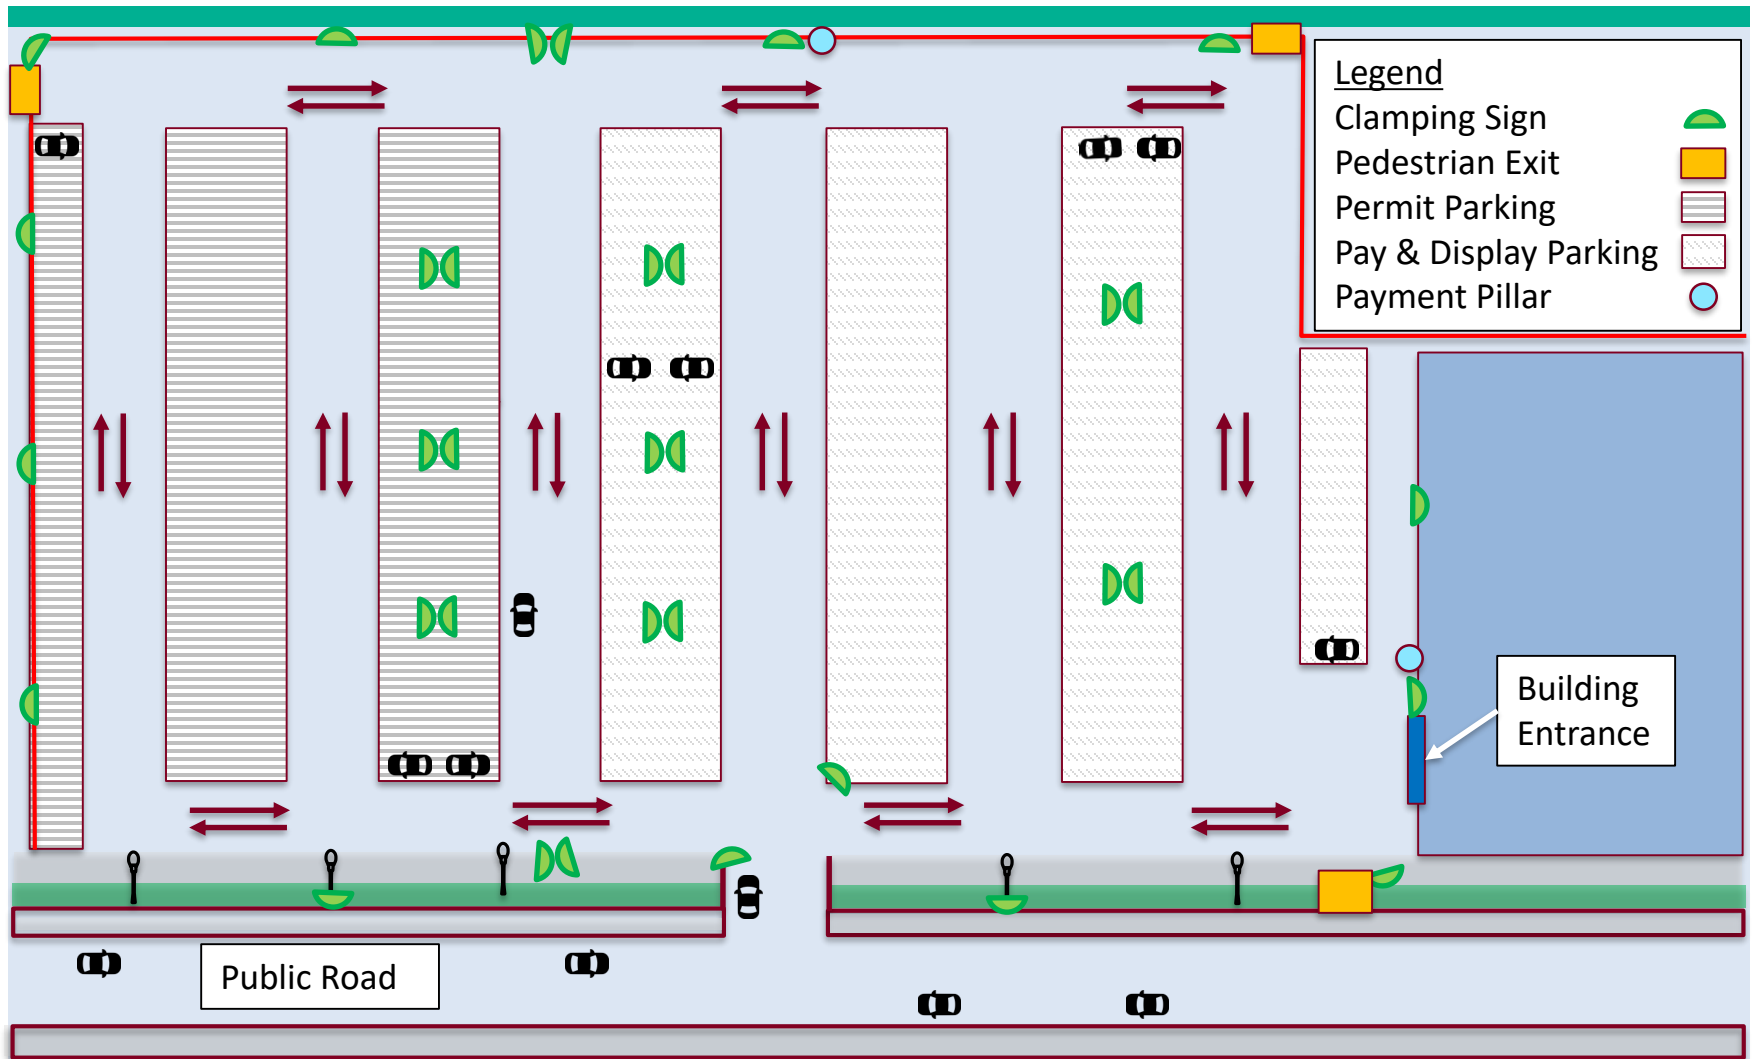 Legend
Clamping Sign
Pedestrian Exit
Permit Parking
Pay & Display Parking
Payment Pillar
Building
Entrance
Public Road